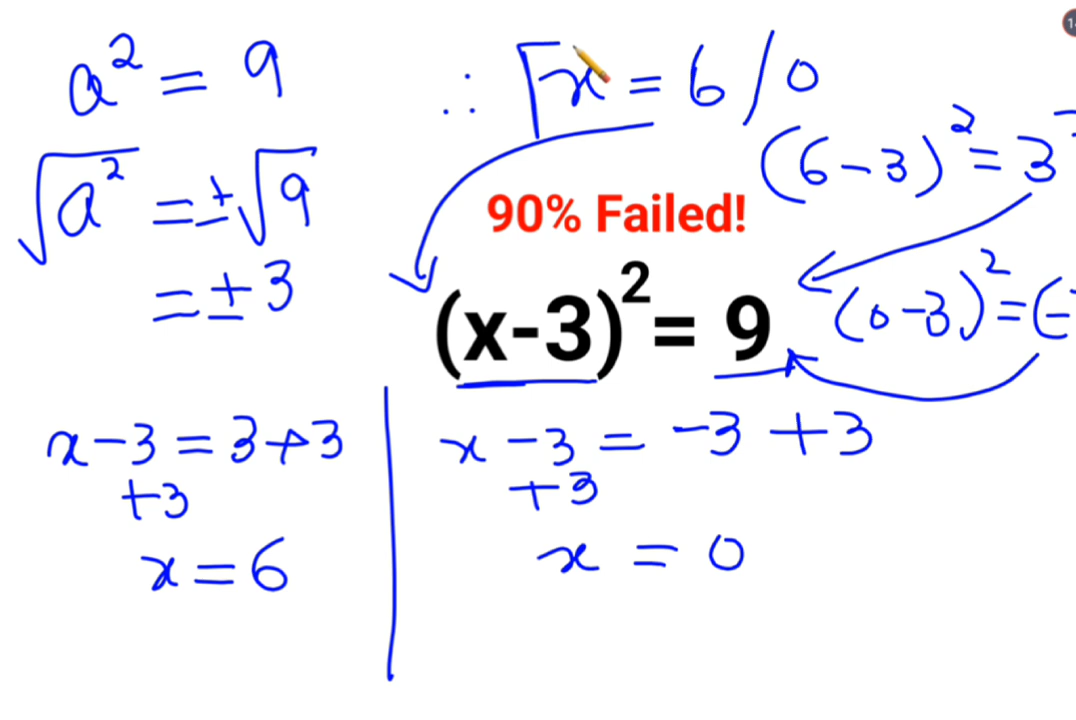 a² = 9
√a² = ±√9
= ±3
∴ x = 6 / 0
(6-3)² = 3
90% Failed!
(x-3)² = 9
(0-3)² = (-
x - 3 = 3 + 3
+3
x = 6
x - 3 = -3 + 3
+3
x = 0